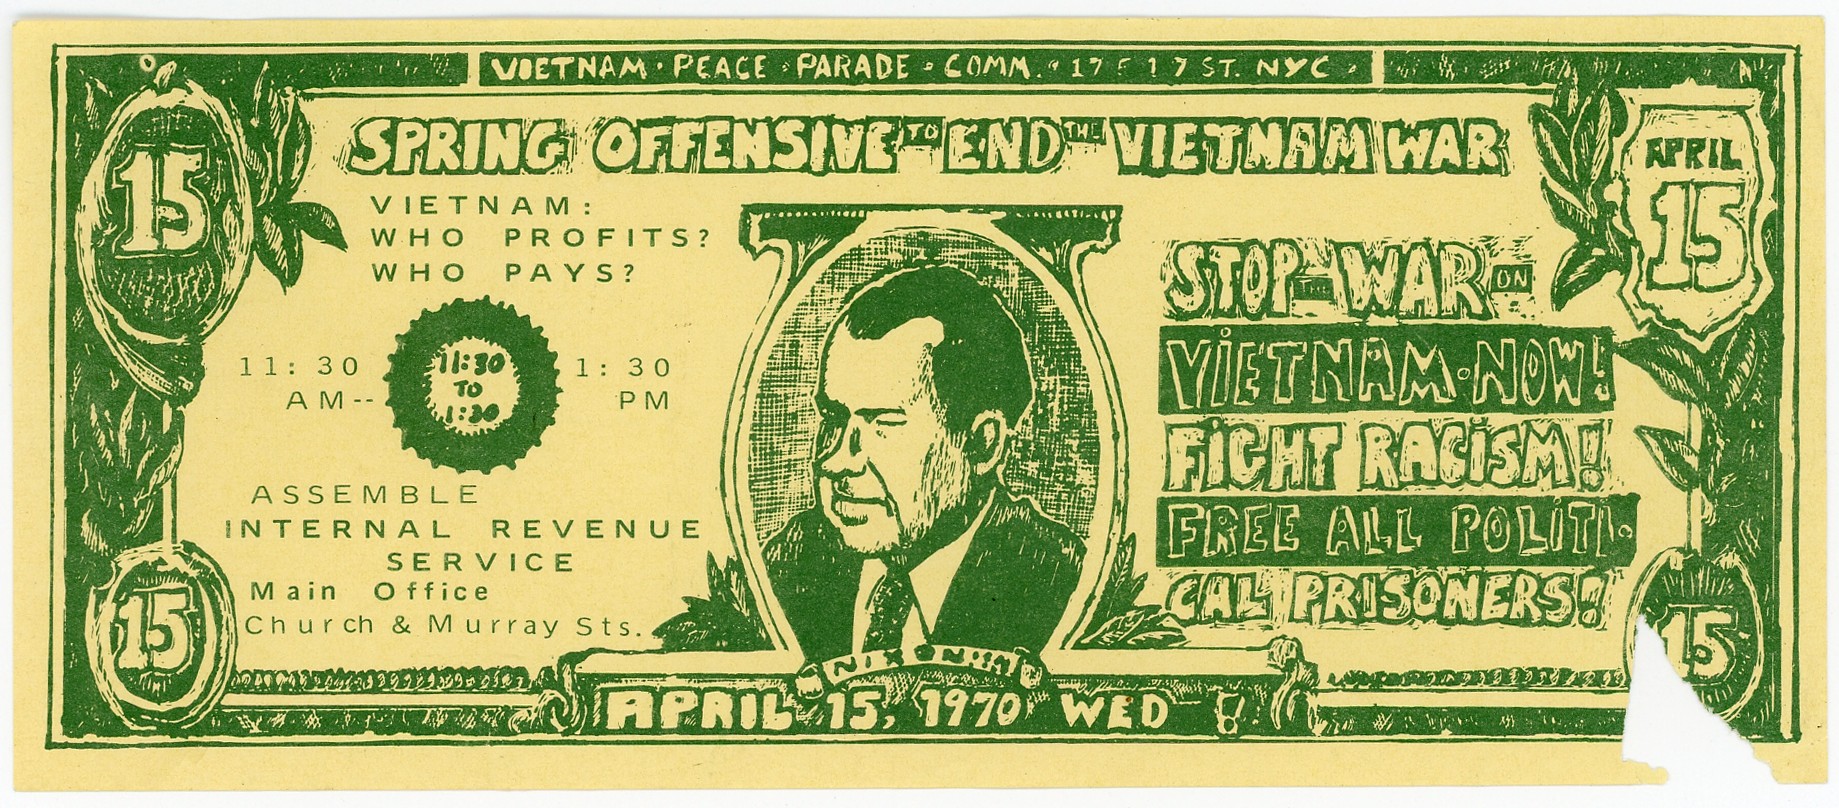 VIETNAM · PEACE · PARADE · COMM. · 17 E 17 ST. NYC ·
15
APRIL
15
SPRING OFFENSIVE TO END THE VIETNAM WAR
VIETNAM:
WHO PROFITS?
WHO PAYS?
11:30
AM--
11:30
TO
1:30
1:30
PM
ASSEMBLE
INTERNAL REVENUE
SERVICE
Main Office
Church & Murray Sts.
STOP THE WAR ON
VIETNAM·NOW!
FIGHT RACISM!
FREE ALL POLITI-
CAL PRISONERS!
15
15
NIXONISM
APRIL 15, 1970 WED !